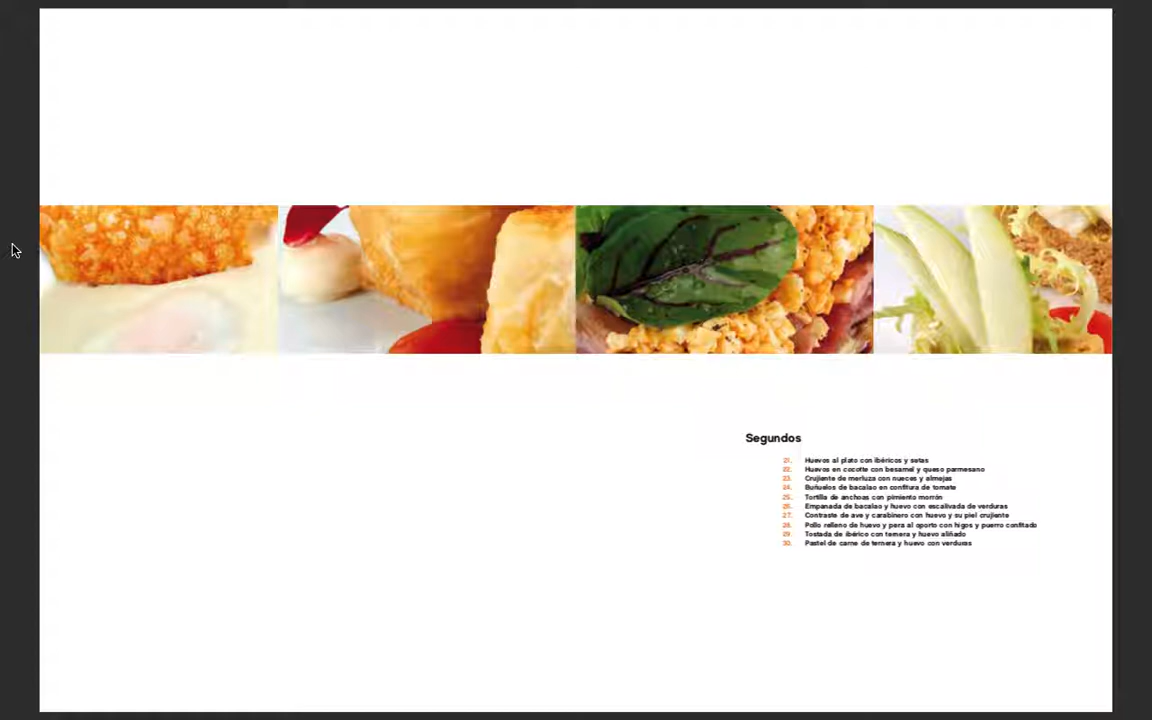 Segundos
21. Huevos al plato con ibéricos y setas
22. Huevos en cocotte con besamel y queso parmesano
23. Crujiente de merluza con nueces y almejas
24. Buñuelos de bacalao en confitura de tomate
25. Tortilla de anchoas con pimiento morrón
26. Empanada de bacalao y huevo con escalivada de verduras
27. Contraste de ave y carabinero con huevo y su piel crujiente
28. Pollo relleno de huevo y pera al oporto con higos y puerro confitado
29. Tostada de ibérico con ternera y huevo aliñado
30. Pastel de carne de ternera y huevo con verduras